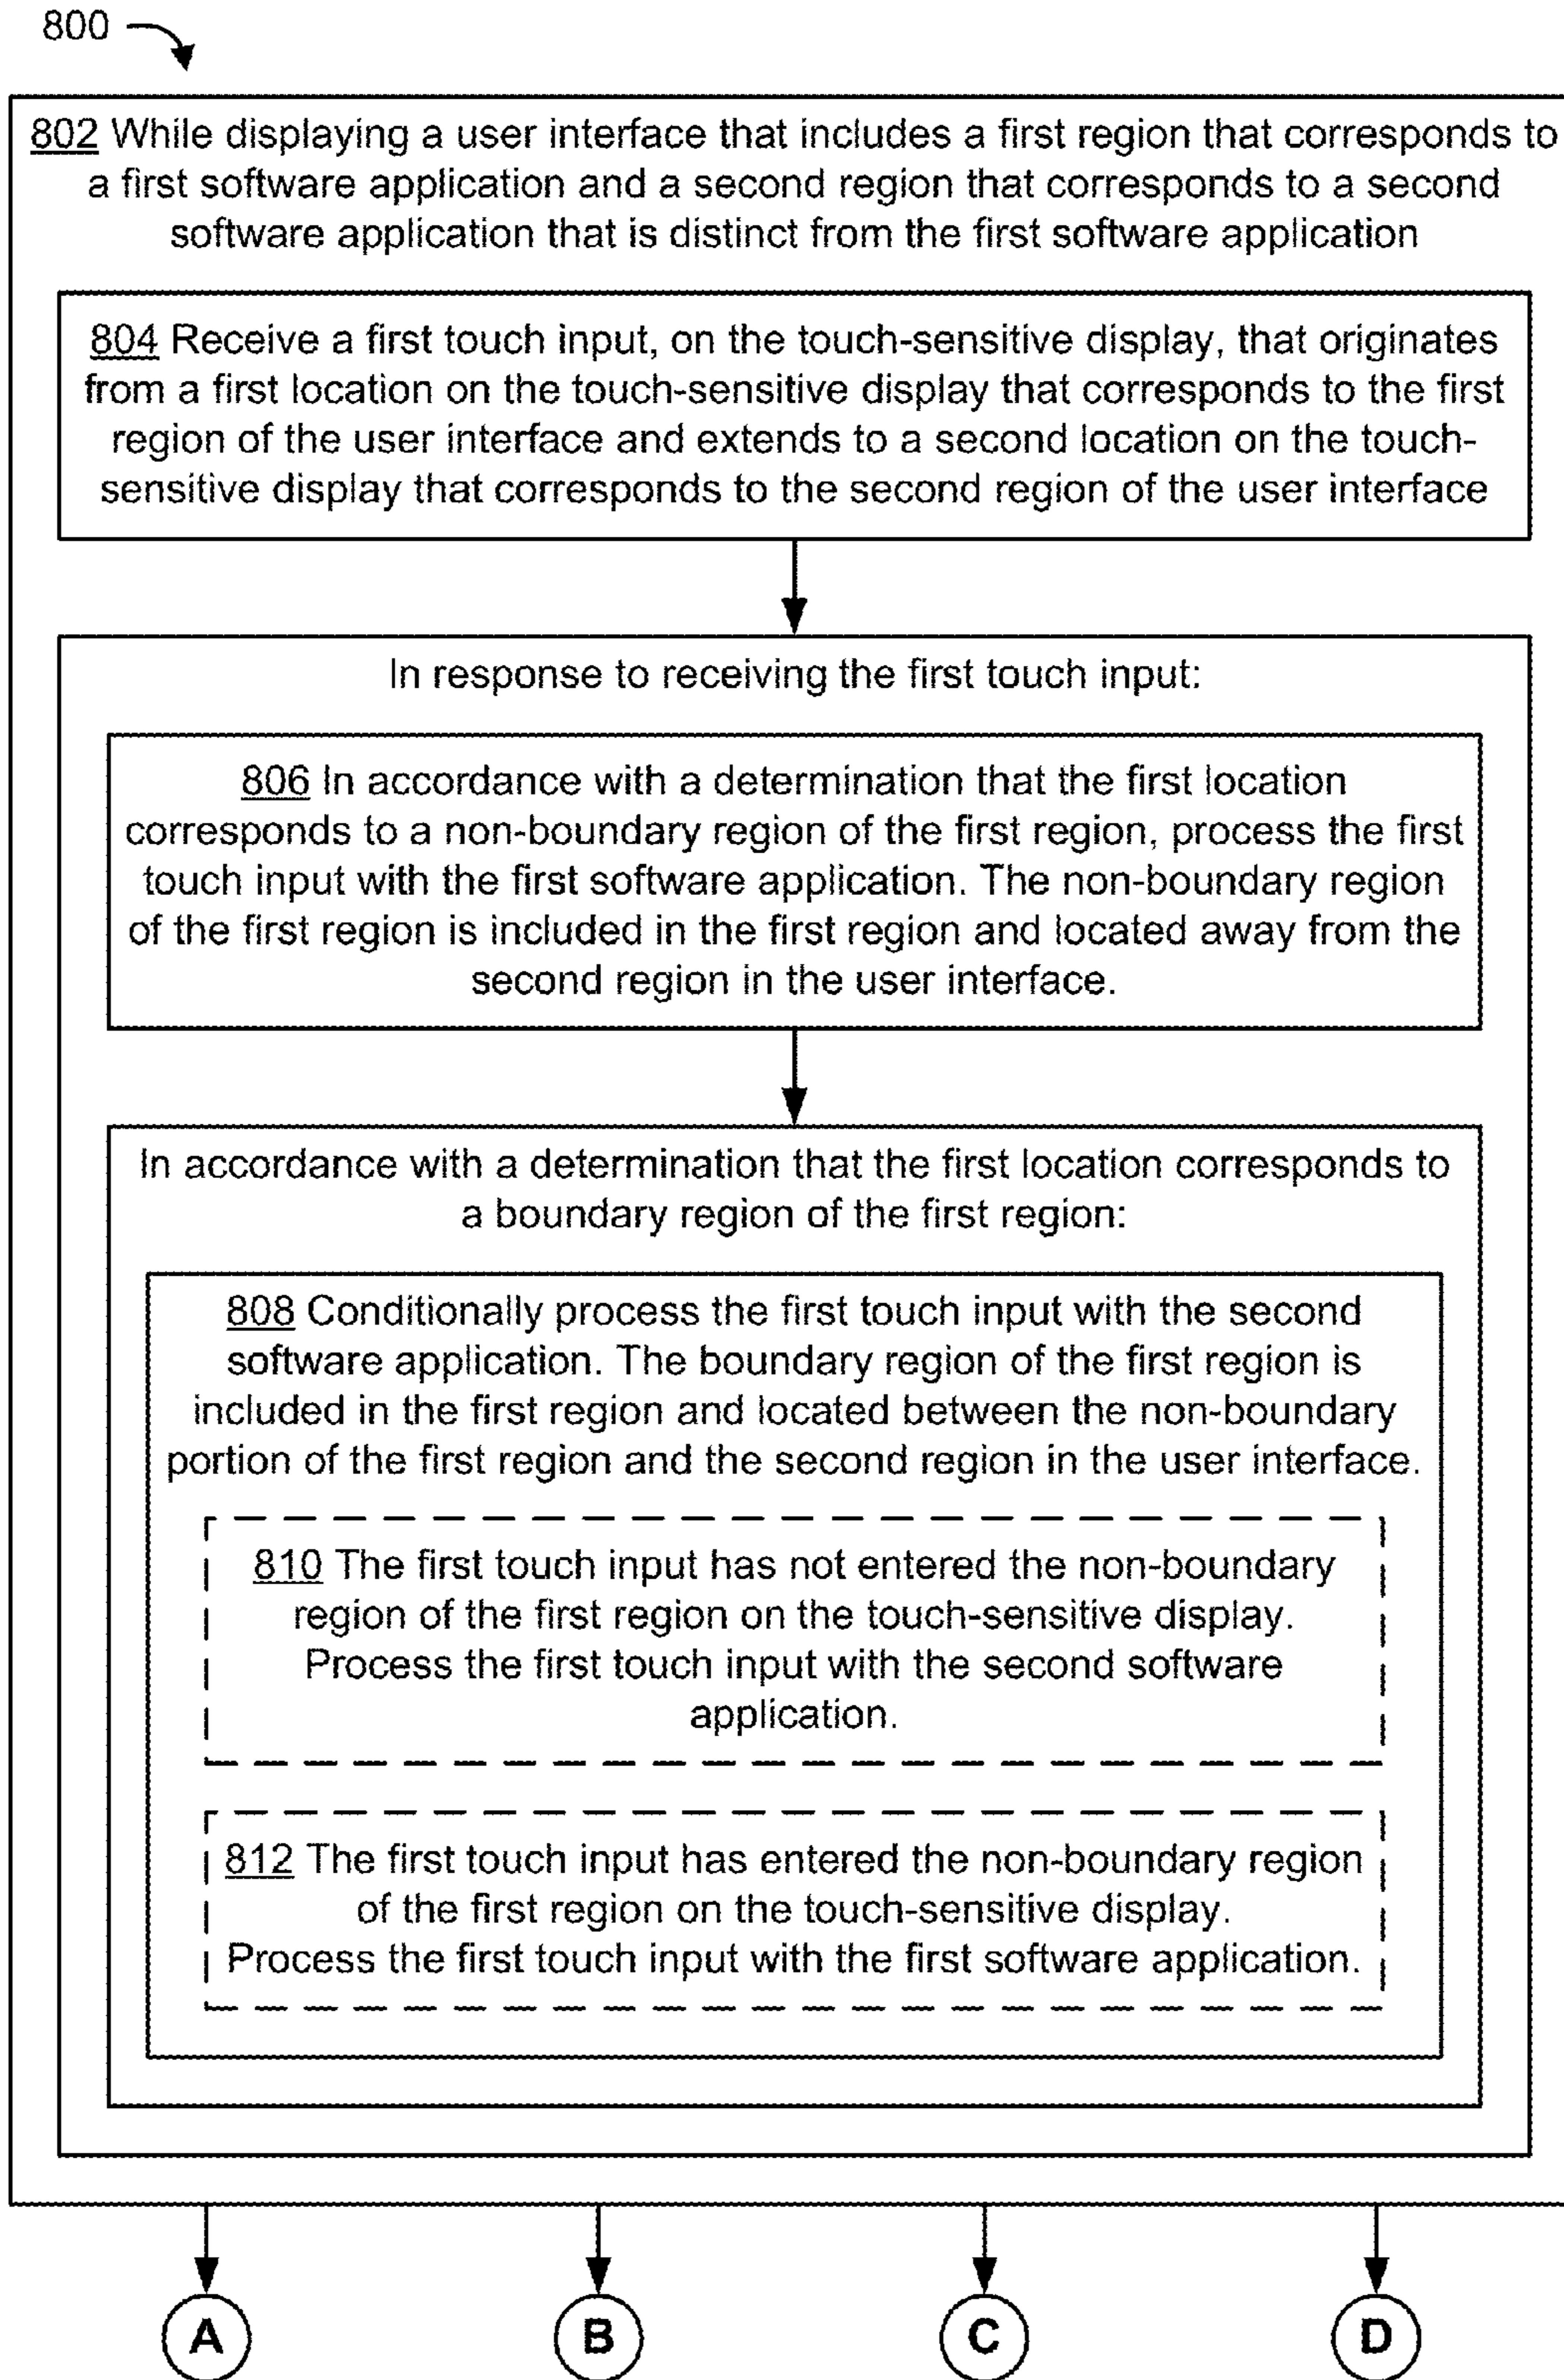 800
802 While displaying a user interface that includes a first region that corresponds to
a first software application and a second region that corresponds to a second
software application that is distinct from the first software application
804 Receive a first touch input, on the touch-sensitive display, that originates
from a first location on the touch-sensitive display that corresponds to the first
region of the user interface and extends to a second location on the touch-
sensitive display that corresponds to the second region of the user interface
In response to receiving the first touch input:
806 In accordance with a determination that the first location
corresponds to a non-boundary region of the first region, process the first
touch input with the first software application. The non-boundary region
of the first region is included in the first region and located away from the
second region in the user interface.
In accordance with a determination that the first location corresponds to
a boundary region of the first region:
808 Conditionally process the first touch input with the second
software application. The boundary region of the first region is
included in the first region and located between the non-boundary
portion of the first region and the second region in the user interface.
810 The first touch input has not entered the non-boundary
region of the first region on the touch-sensitive display.
Process the first touch input with the second software
application.
812 The first touch input has entered the non-boundary region
of the first region on the touch-sensitive display.
Process the first touch input with the first software application.
A B C D